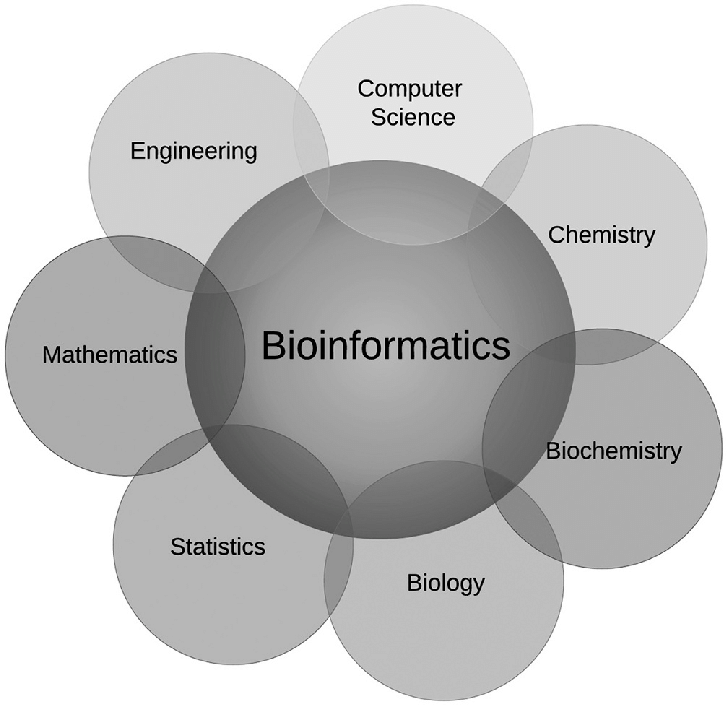 Computer
Science
Engineering
Chemistry
Bioinformatics
Mathematics
Biochemistry
Statistics
Biology